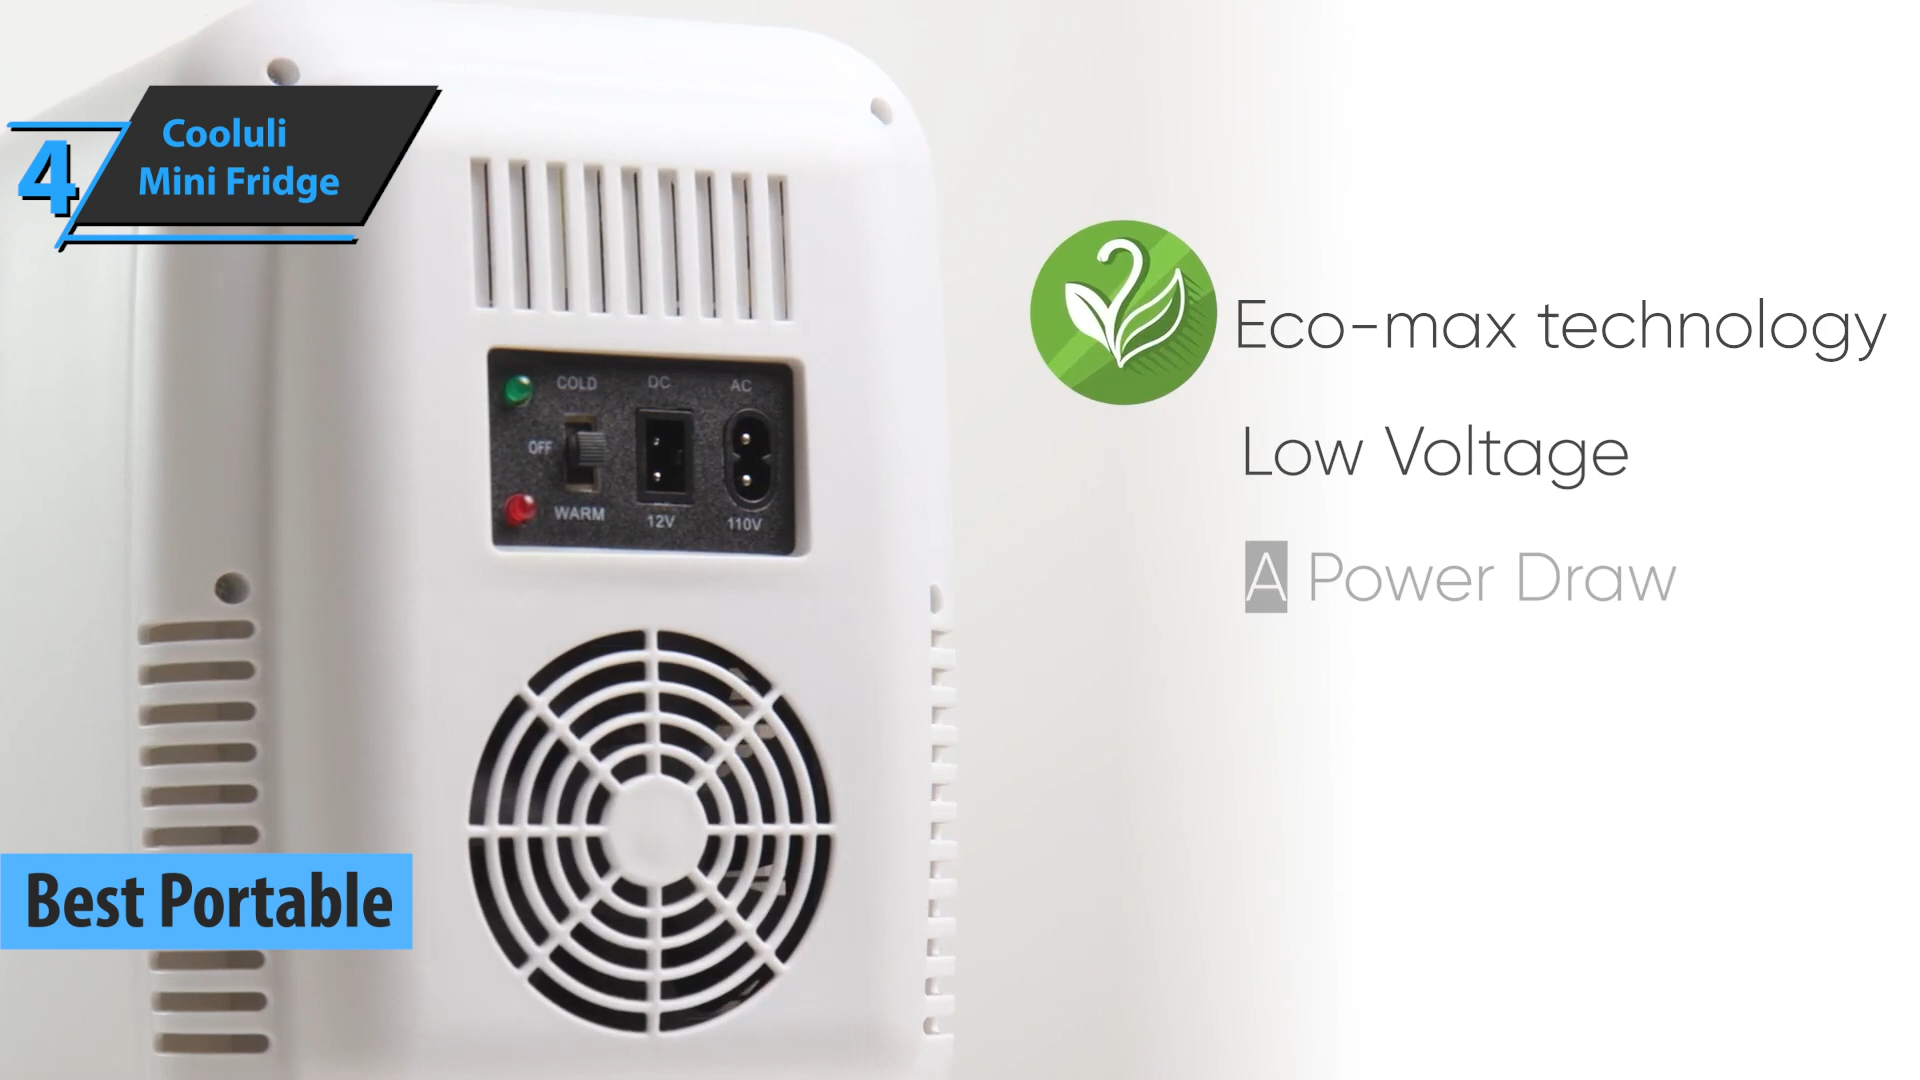 4
Cooluli
Mini Fridge
COLD
DC
AC
OFF
WARM
12V
110V
Eco-max technology
Low Voltage
A Power Draw
Best Portable